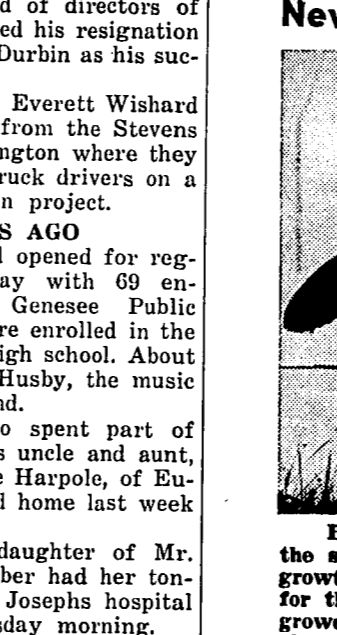 d of directors of
ed his resignation
Durbin as his suc-
Everett Wishard
from the Stevens
ngton where they
ruck drivers on a
n project.
S AGO
l opened for reg-
ay with 69 en-
Genesee Public
re enrolled in the
igh school. About
Husby, the music
nd.
o spent part of
s uncle and aunt,
e Harpole, of Eu-
d home last week
daughter of Mr.
ber had her ton-
Josephs hospital
sday morning.
Nev
the s
growt
for th
growe